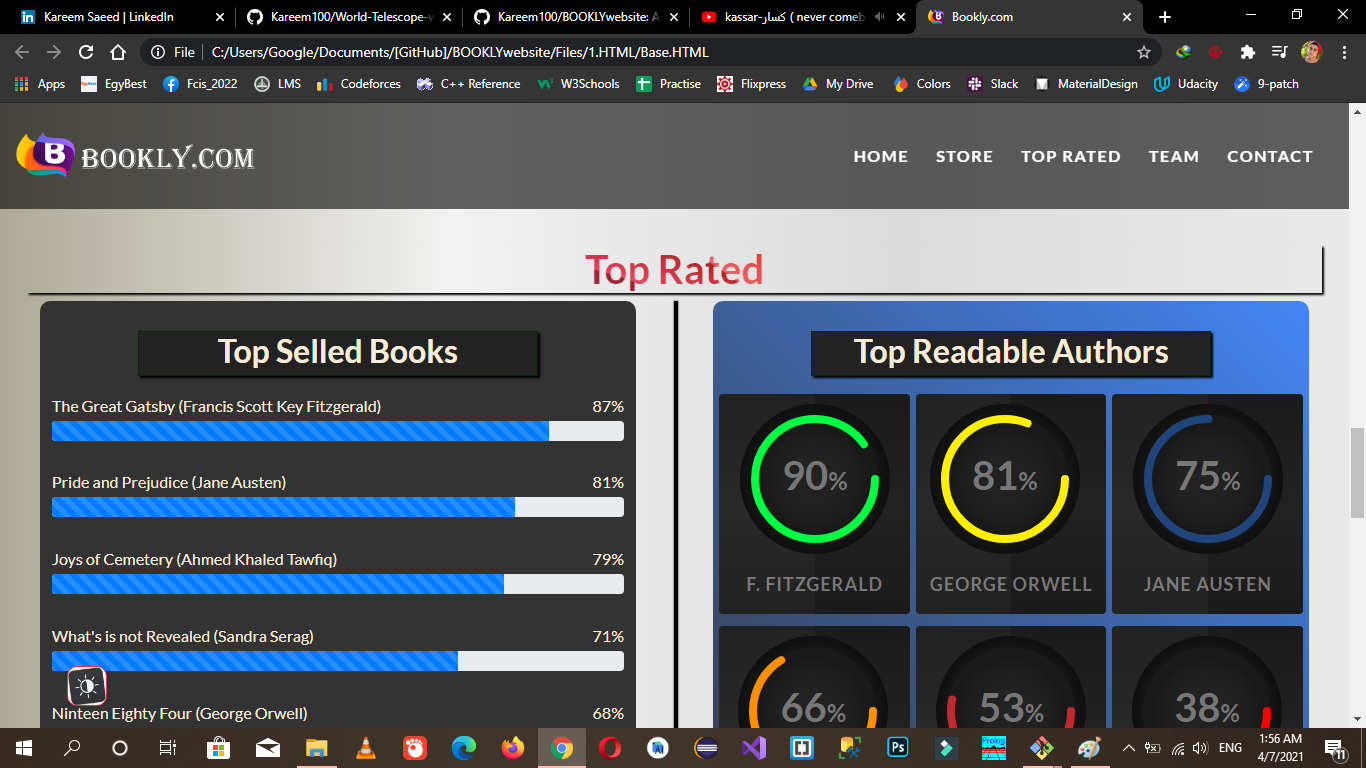 Kareem Saeed | LinkedIn
Kareem100/World-Telescope-w
Kareem100/BOOKLYwebsite: A
kassar-كسار ( never comeb
Bookly.com
File
C:/Users/Google/Documents/[GitHub]/BOOKLYwebsite/Files/1.HTML/Base.HTML
Apps
EgyBest
Fcis_2022
LMS
Codeforces
C++ Reference
W3Schools
Practise
Flixpress
My Drive
Colors
Slack
MaterialDesign
Udacity
9-patch
B BOOKLY.COM
HOME
STORE
TOP RATED
TEAM
CONTACT
Top Rated
Top Selled Books
The Great Gatsby (Francis Scott Key Fitzgerald) 87%
Pride and Prejudice (Jane Austen) 81%
Joys of Cemetery (Ahmed Khaled Tawfiq) 79%
What's is not Revealed (Sandra Serag) 71%
Ninteen Eighty Four (George Orwell) 68%
Top Readable Authors
90% 81% 75%
F. FITZGERALD GEORGE ORWELL JANE AUSTEN
66% 53% 38%
ENG
1:56 AM
4/7/2021
11